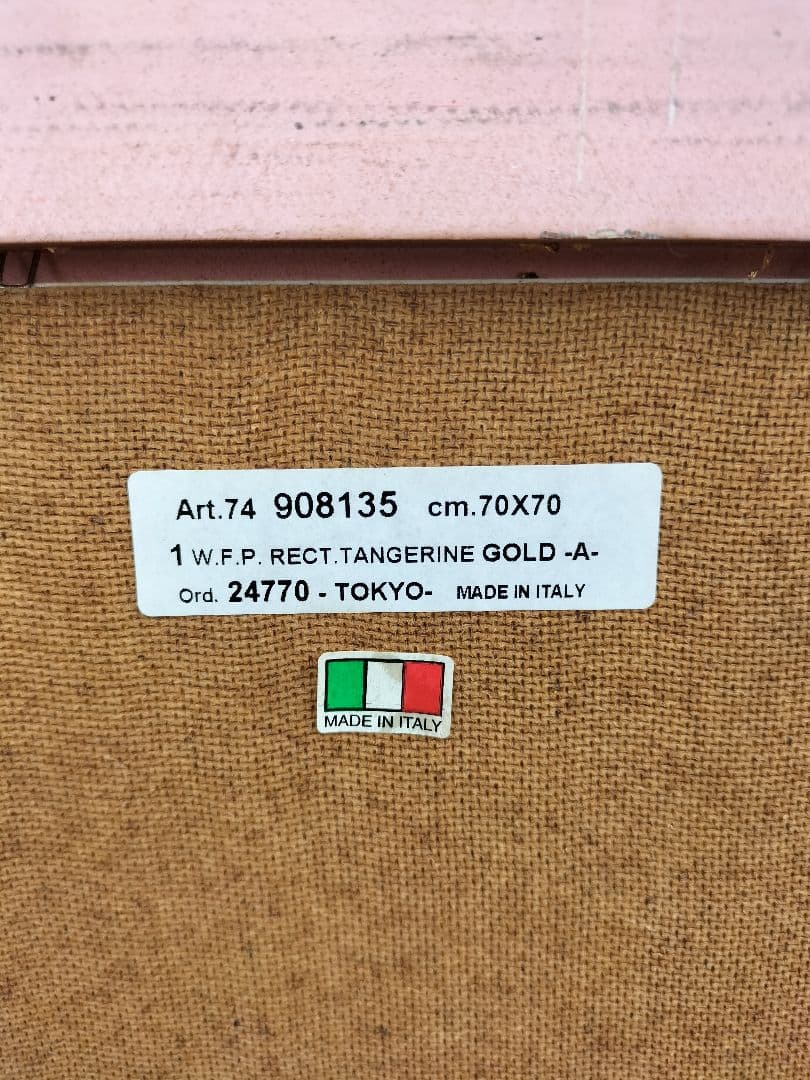 Art.74 908135 cm.70X70
1 W.F.P. RECT.TANGERINE GOLD -A-
Ord. 24770 - TOKYO- MADE IN ITALY
MADE IN ITALY